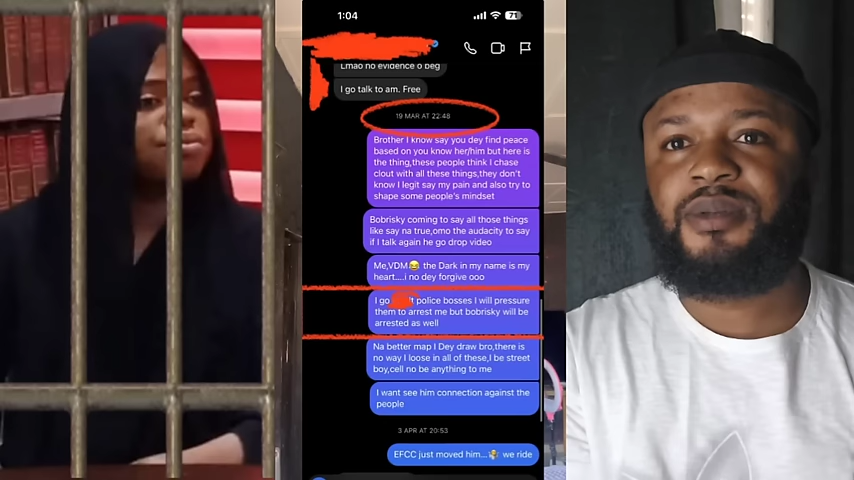 1:04
71
Lmao no evidence o beg
I go talk to am. Free
19 MAR AT 22:48
Brother I know say you dey find peace
based on you know her/him but here is
the thing,these people think I chase
clout with all these things,they don't
know I legit say my pain and also try to
shape some people's mindset
Bobrisky coming to say all those things
like say na true,omo the audacity to say
if I talk again he go drop video
Me,VDM😂 the Dark in my name is my
heart....i no dey forgive ooo
I go police bosses I will pressure
them to arrest me but bobrisky will be
arrested as well
Na better map I Dey draw bro,there is
no way I loose in all of these,I be street
boy,cell no be anything to me
I want see him connection against the
people
3 APR AT 20:53
EFCC just moved him... we ride